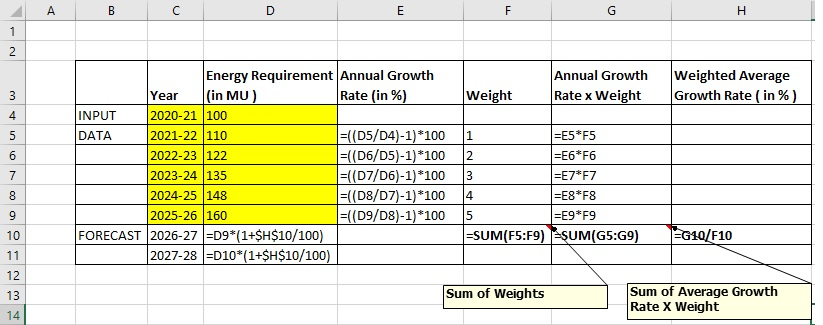 A B C D E F G H
1
2
Energy Requirement Annual Growth Annual Growth Weighted Average
3 Year (in MU ) Rate (in %) Weight Rate x Weight Growth Rate ( in % )
4 INPUT 2020-21 100
5 DATA 2021-22 110 =((D5/D4)-1)*100 1 =E5*F5
6 2022-23 122 =((D6/D5)-1)*100 2 =E6*F6
7 2023-24 135 =((D7/D6)-1)*100 3 =E7*F7
8 2024-25 148 =((D8/D7)-1)*100 4 =E8*F8
9 2025-26 160 =((D9/D8)-1)*100 5 =E9*F9
10 FORECAST 2026-27 =D9*(1+$H$10/100) =SUM(F5:F9) =SUM(G5:G9) =G10/F10
11 2027-28 =D10*(1+$H$10/100)
12
13 Sum of Weights Sum of Average Growth
14 Rate X Weight